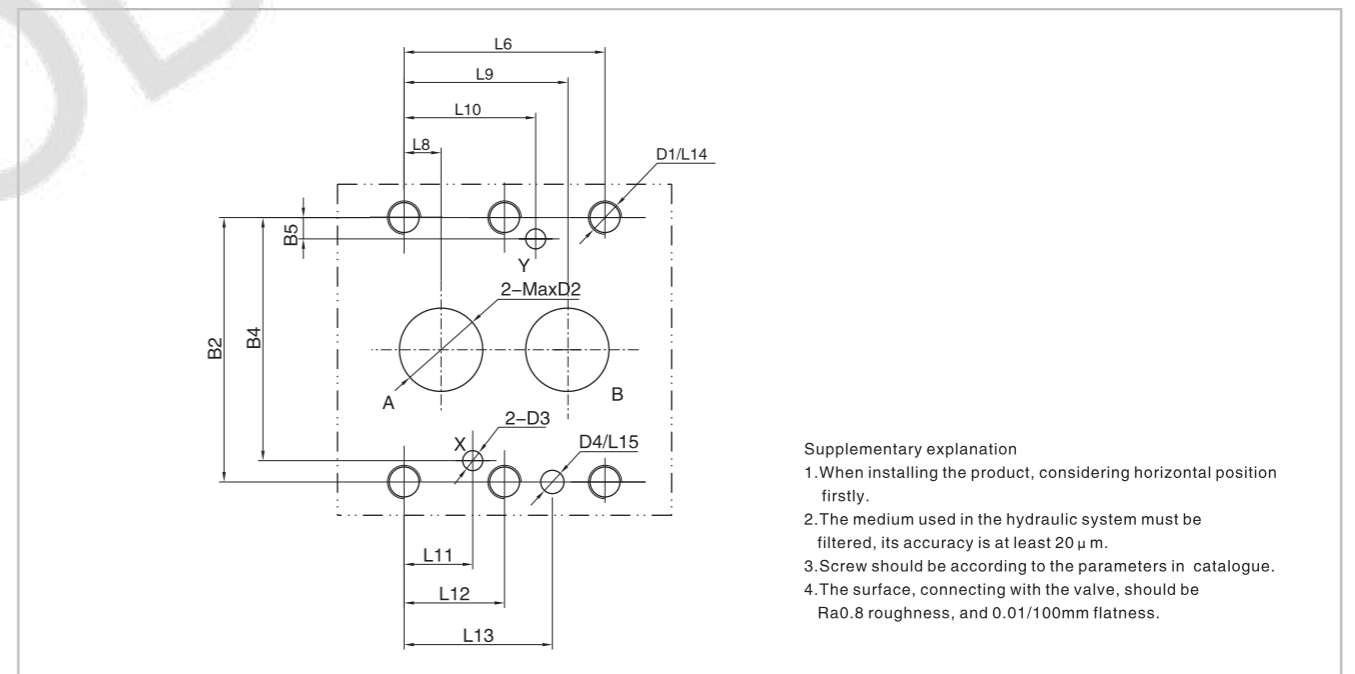 L6
L9
L10
L8
D1/L14
B5
Y
2-MaxD2
B2
B4
A
B
2-D3
X
D4/L15
L11
L12
L13
Supplementary explanation
1.When installing the product, considering horizontal position
firstly.
2.The medium used in the hydraulic system must be
filtered, its accuracy is at least 20μm.
3.Screw should be according to the parameters in catalogue.
4.The surface, connecting with the valve, should be
Ra0.8 roughness, and 0.01/100mm flatness.